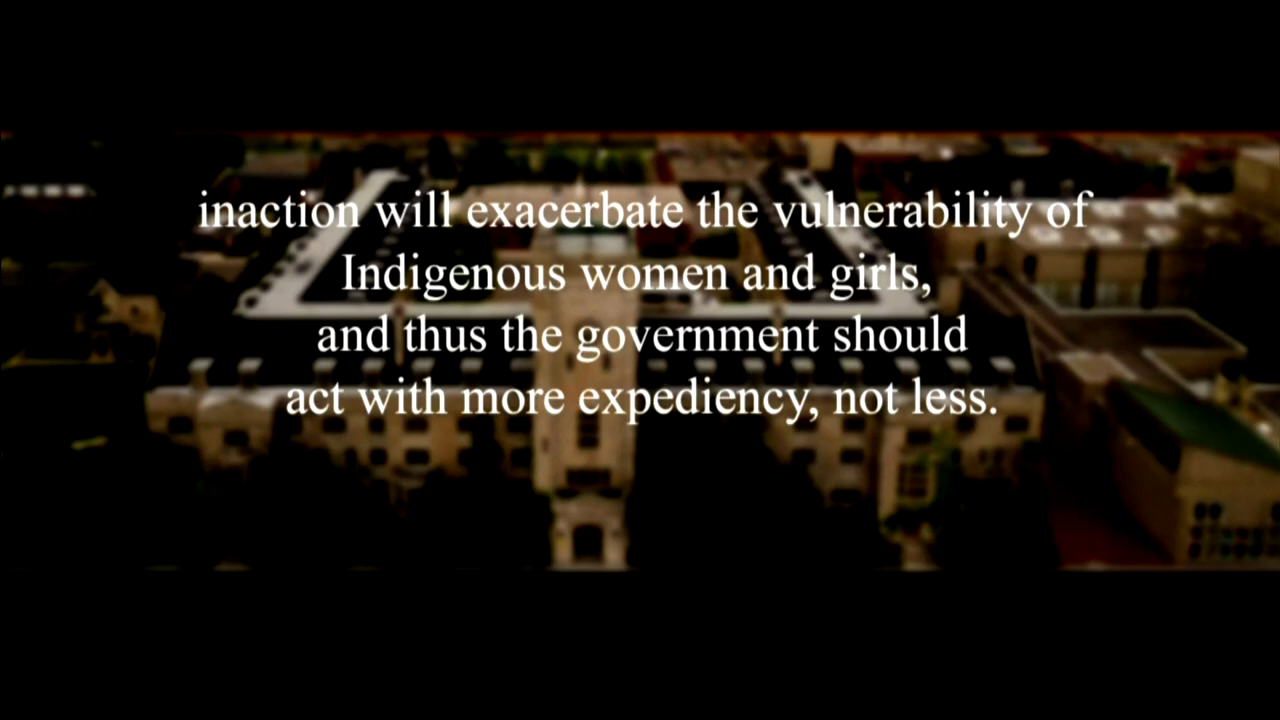 inaction will exacerbate the vulnerability of
Indigenous women and girls,
and thus the government should
act with more expediency, not less.